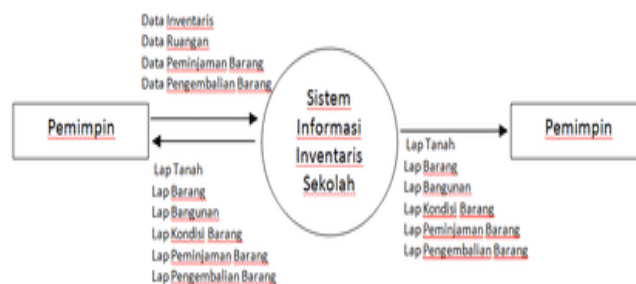 Data Inventaris
Data Ruangan
Data Peminjaman Barang
Data Pengembalian Barang
Pemimpin
Sistem
Informasi
Inventaris
Sekolah
Pemimpin
Lap Tanah
Lap Barang
Lap Bangunan
Lap Kondisi Barang
Lap Peminjaman Barang
Lap Pengembalian Barang
Lap Tanah
Lap Barang
Lap Bangunan
Lap Kondisi Barang
Lap Peminjaman Barang
Lap Pengembalian Barang